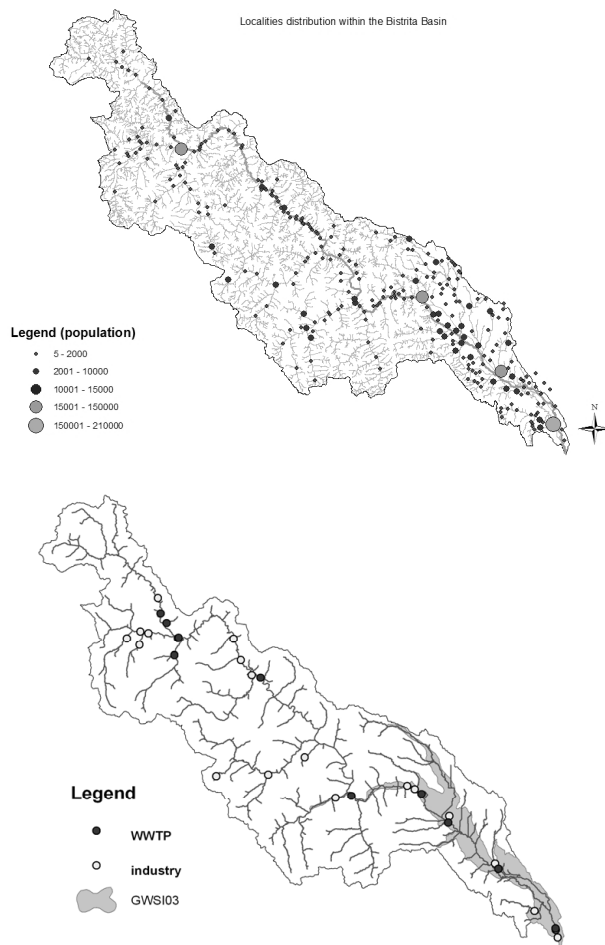 Localities distribution within the Bistrita Basin
Legend (population)
5 - 2000
2001 - 10000
10001 - 15000
15001 - 150000
150001 - 210000
N
Legend
WWTP
industry
GWSI03